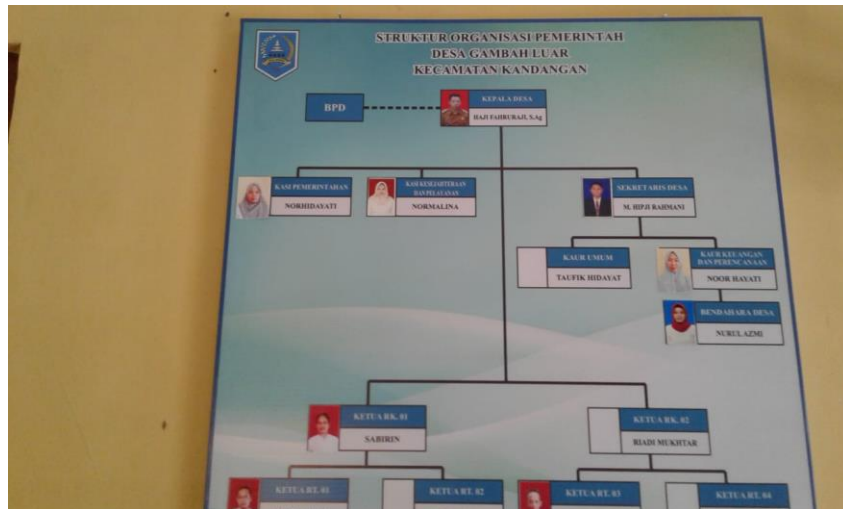 STRUKTUR ORGANISASI PEMERINTAH
DESA GAMBAH LUAR
KECAMATAN KANDANGAN
BPD
KEPALA DESA
HAJI FAHRURAJI, S.Ag
KASI PEMERINTAHAN
NORHIDAYATI
KASI KESEJAHTERAAN
DAN PELAYANAN
NORMALINA
SEKRETARIS DESA
M. HIPJI RAHMANI
KAUR UMUM
TAUFIK HIDAYAT
KAUR KEUANGAN
DAN PERENCANAAN
NOOR HAYATI
BENDAHARA DESA
NURUL AZMI
KETUA RK. 01
SABIRIN
KETUA RK. 02
RIADI MUKHTAR
KETUA RT. 01
KETUA RT. 02
KETUA RT. 03
KETUA RT. 04